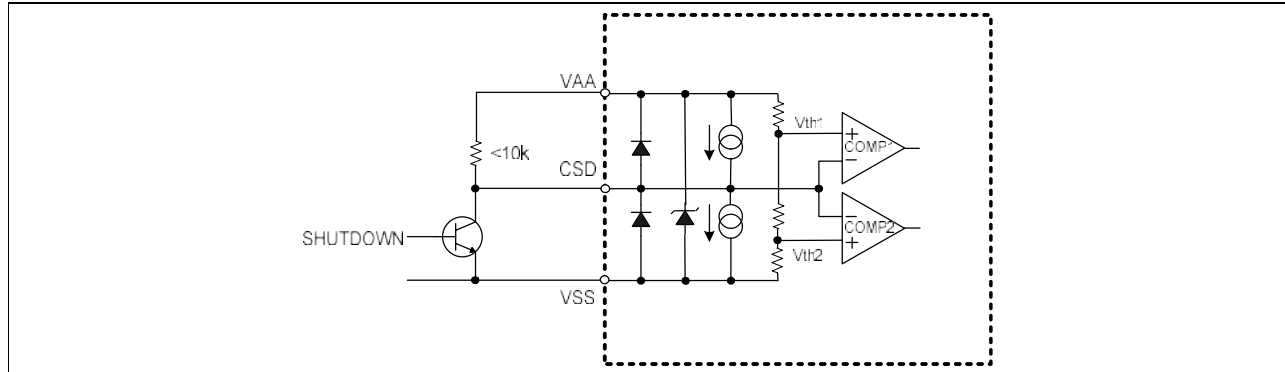 VAA
Vth1
+
COMP1
<10k
−
CSD
−
COMP2
SHUTDOWN
+
Vth2
VSS